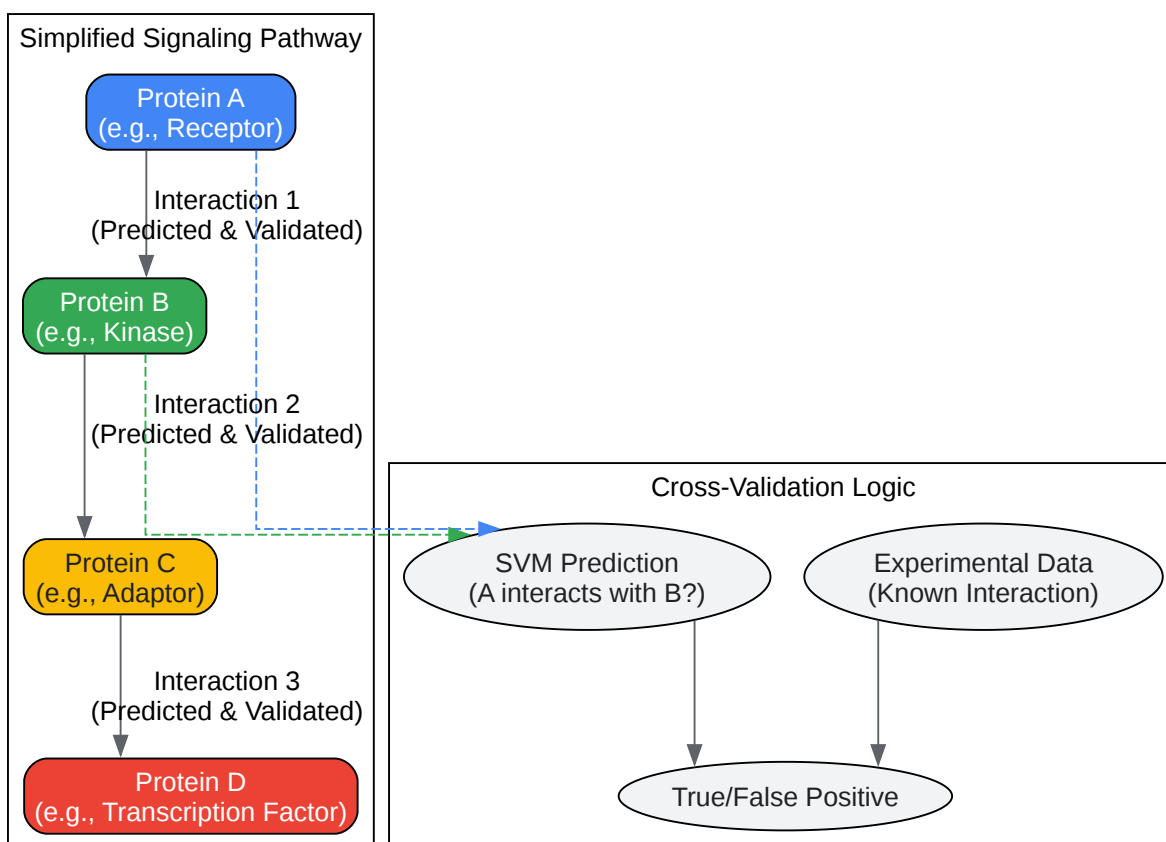 Simplified Signaling Pathway
Protein A
(e.g., Receptor)
Interaction 1
(Predicted & Validated)
Protein B
(e.g., Kinase)
Interaction 2
(Predicted & Validated)
Protein C
(e.g., Adaptor)
Interaction 3
(Predicted & Validated)
Protein D
(e.g., Transcription Factor)
Cross-Validation Logic
SVM Prediction
(A interacts with B?)
Experimental Data
(Known Interaction)
True/False Positive